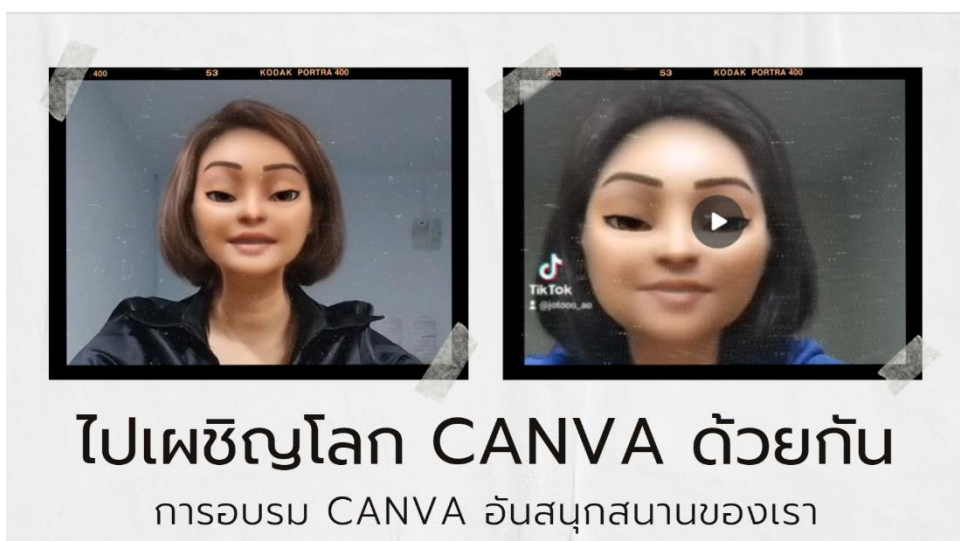 400 53 KODAK PORTRA 400
400 53 KODAK PORTRA 400
TikTok
@jotooo_ao
ไปเผชิญโลก CANVA ด้วยกัน
การอบรม CANVA อันสนุกสนานของเรา